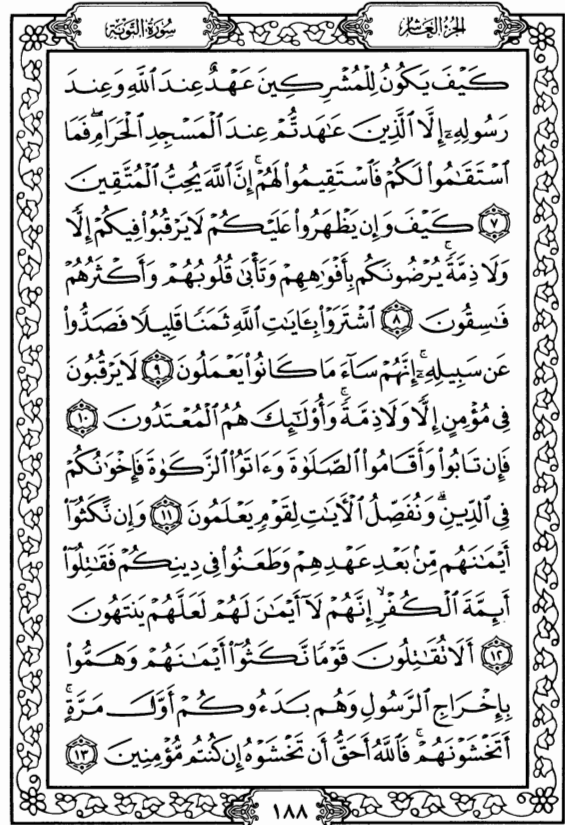 الجزء العاشر
سورة التوبة
كَيْفَ يَكُونُ لِلْمُشْرِكِينَ عَهْدٌ عِندَ ٱللَّهِ وَعِندَ
رَسُولِهِۦٓ إِلَّا ٱلَّذِينَ عَٰهَدتُّمْ عِندَ ٱلْمَسْجِدِ ٱلْحَرَامِ ۖ فَمَا
ٱسْتَقَٰمُوا۟ لَكُمْ فَٱسْتَقِيمُوا۟ لَهُمْ ۚ إِنَّ ٱللَّهَ يُحِبُّ ٱلْمُتَّقِينَ
٧ كَيْفَ وَإِن يَظْهَرُوا۟ عَلَيْكُمْ لَا يَرْقُبُوا۟ فِيكُمْ إِلًّا
وَلَا ذِمَّةً ۚ يُرْضُونَكُم بِأَفْوَٰهِهِمْ وَتَأْبَىٰ قُلُوبُهُمْ وَأَكْثَرُهُمْ
فَٰسِقُونَ ٨ ٱشْتَرَوْا۟ بِـَٔايَٰتِ ٱللَّهِ ثَمَنًا قَلِيلًا فَصَدُّوا۟
عَن سَبِيلِهِۦٓ ۚ إِنَّهُمْ سَآءَ مَا كَانُوا۟ يَعْمَلُونَ ٩ لَا يَرْقُبُونَ
فِى مُؤْمِنٍ إِلًّا وَلَا ذِمَّةً ۚ وَأُو۟لَٰٓئِكَ هُمُ ٱلْمُعْتَدُونَ ١٠
فَإِن تَابُوا۟ وَأَقَامُوا۟ ٱلصَّلَوٰةَ وَءَاتَوُا۟ ٱلزَّكَوٰةَ فَإِخْوَٰنُكُمْ
فِى ٱلدِّينِ ۗ وَنُفَصِّلُ ٱلْـَٔايَٰتِ لِقَوْمٍ يَعْلَمُونَ ١١ وَإِن نَّكَثُوٓا۟
أَيْمَٰنَهُم مِّنۢ بَعْدِ عَهْدِهِمْ وَطَعَنُوا۟ فِى دِينِكُمْ فَقَٰتِلُوٓا۟
أَئِمَّةَ ٱلْكُفْرِ ۙ إِنَّهُمْ لَآ أَيْمَٰنَ لَهُمْ لَعَلَّهُمْ يَنتَهُونَ
١٢ أَلَا تُقَٰتِلُونَ قَوْمًا نَّكَثُوٓا۟ أَيْمَٰنَهُمْ وَهَمُّوا۟
بِإِخْرَاجِ ٱلرَّسُولِ وَهُم بَدَءُوكُمْ أَوَّلَ مَرَّةٍ ۚ
أَتَخْشَوْنَهُمْ ۚ فَٱللَّهُ أَحَقُّ أَن تَخْشَوْهُ إِن كُنتُم مُّؤْمِنِينَ ١٣
١٨٨